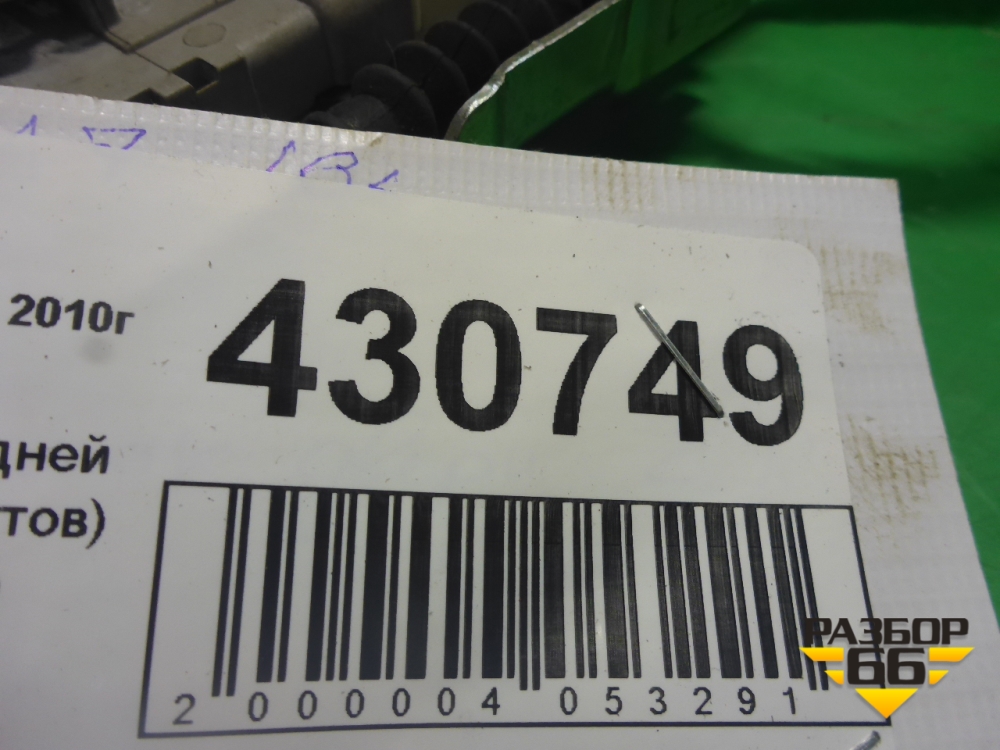 2010г
430749
дней
тов)
2 000004 053291
РАЗБОР
66